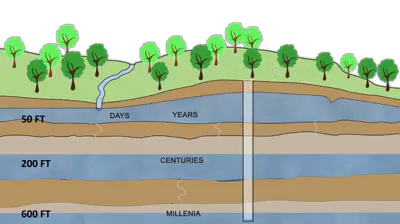 DAYS YEARS
50 FT
CENTURIES
200 FT
MILLENIA
600 FT